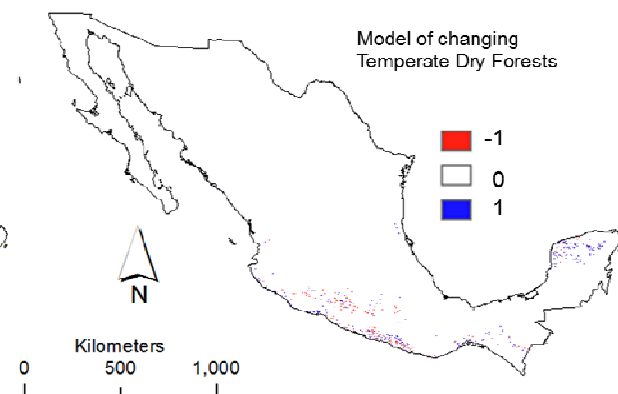 Model of changing
Temperate Dry Forests
-1
0
1
N
Kilometers
0 500 1,000